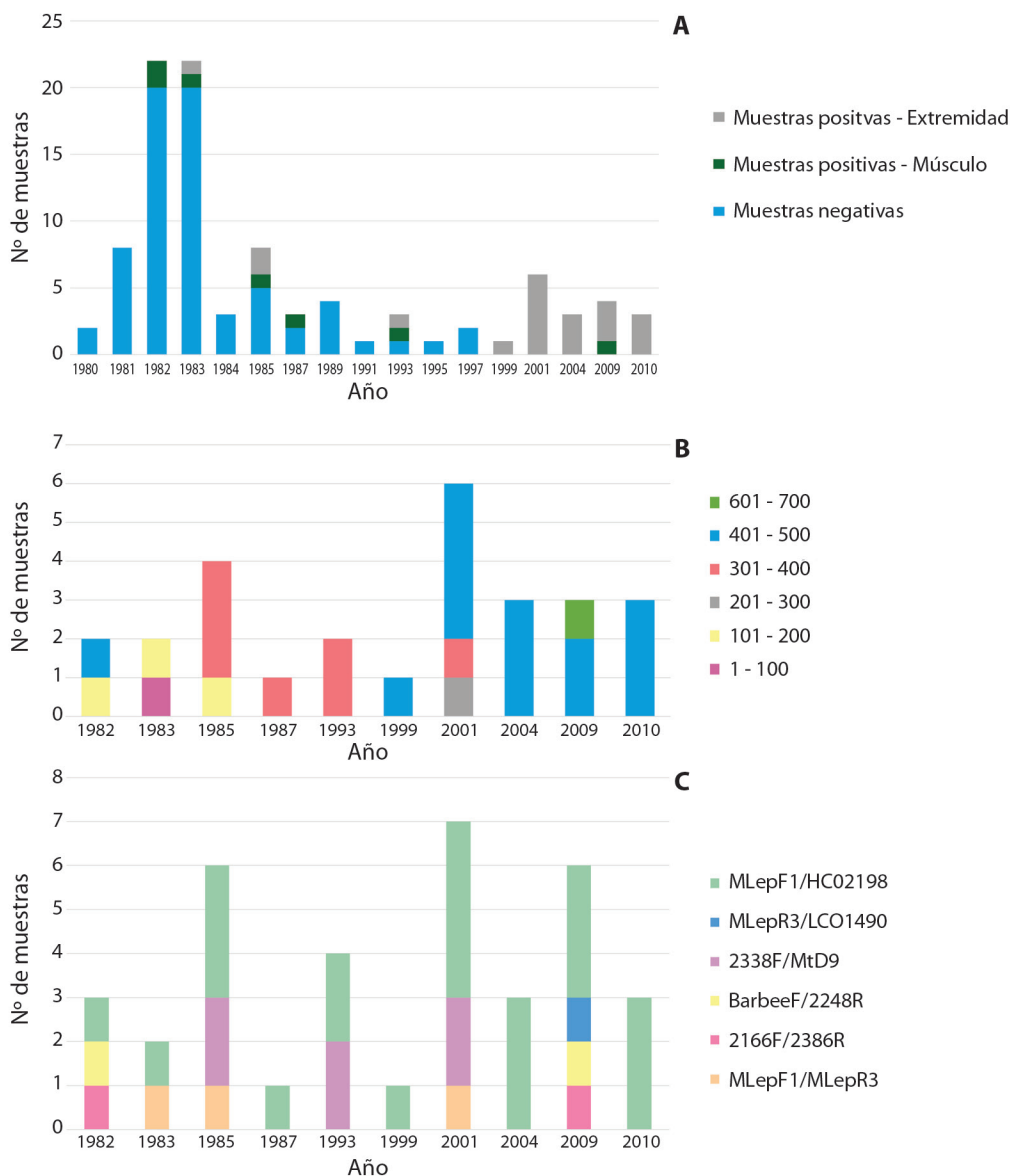 A
25
20
15
10
5
0
Nº de muestras
1980 1981 1982 1983 1984 1985 1987 1989 1991 1993 1995 1997 1999 2001 2004 2009 2010
Año
Muestras positvas - Extremidad
Muestras positivas - Músculo
Muestras negativas
B
7
6
5
4
3
2
1
0
Nº de muestras
1982 1983 1985 1987 1993 1999 2001 2004 2009 2010
Año
601 - 700
401 - 500
301 - 400
201 - 300
101 - 200
1 - 100
C
8
7
6
5
4
3
2
1
0
Nº de muestras
1982 1983 1985 1987 1993 1999 2001 2004 2009 2010
Año
MLepF1/HC02198
MLepR3/LCO1490
2338F/MtD9
BarbeeF/2248R
2166F/2386R
MLepF1/MLepR3